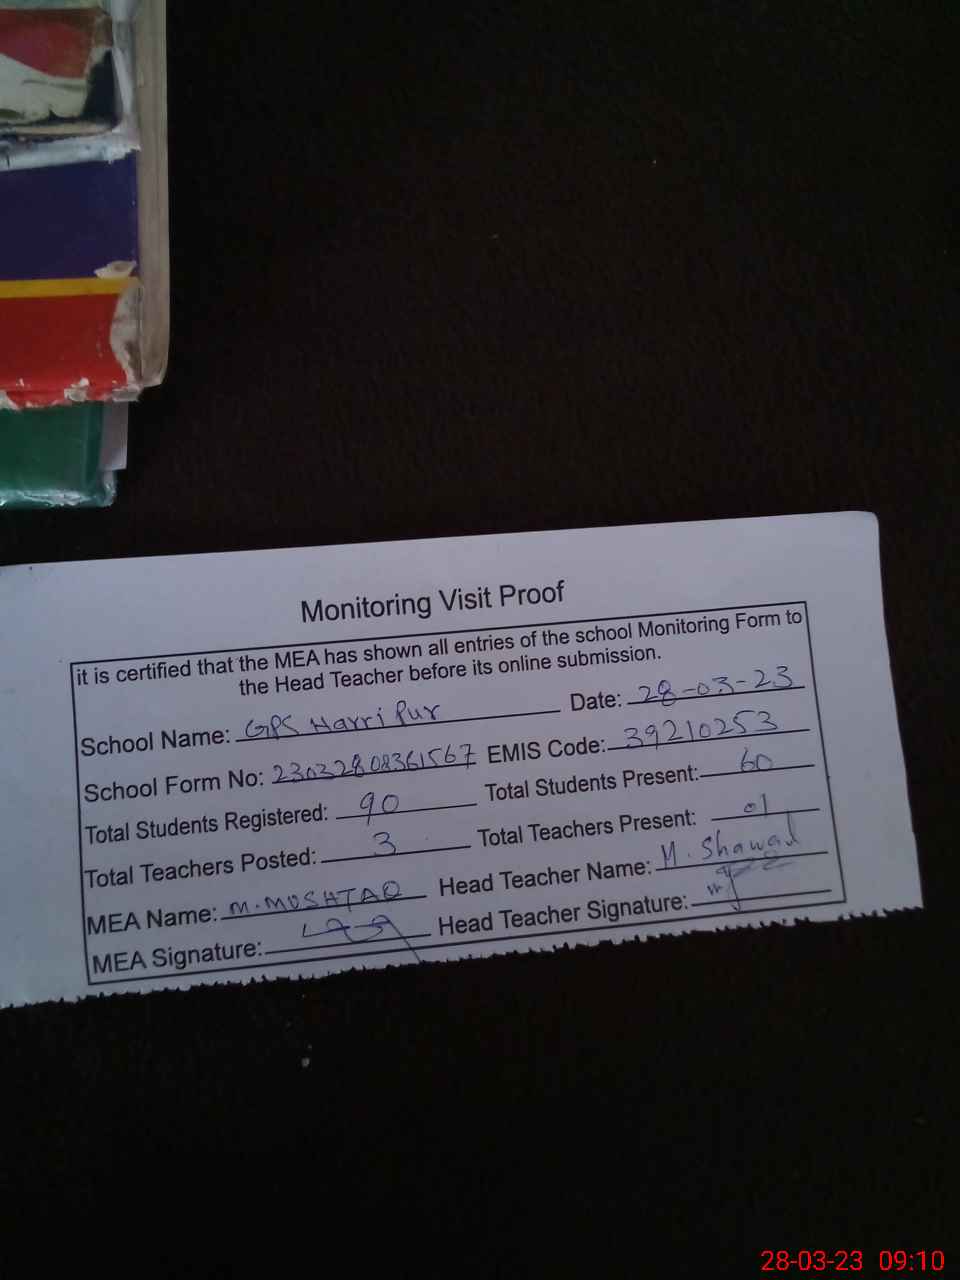 Monitoring Visit Proof
it is certified that the MEA has shown all entries of the school Monitoring Form to
the Head Teacher before its online submission.
School Name: GPS Harri Pur Date: 28-03-23
School Form No: 23032808361567 EMIS Code: 39210253
Total Students Registered: 90 Total Students Present: 60
Total Teachers Posted: 3 Total Teachers Present: 01
MEA Name: M.MUSHTAQ Head Teacher Name: M. Shawal
MEA Signature: Head Teacher Signature:
28-03-23 09:10